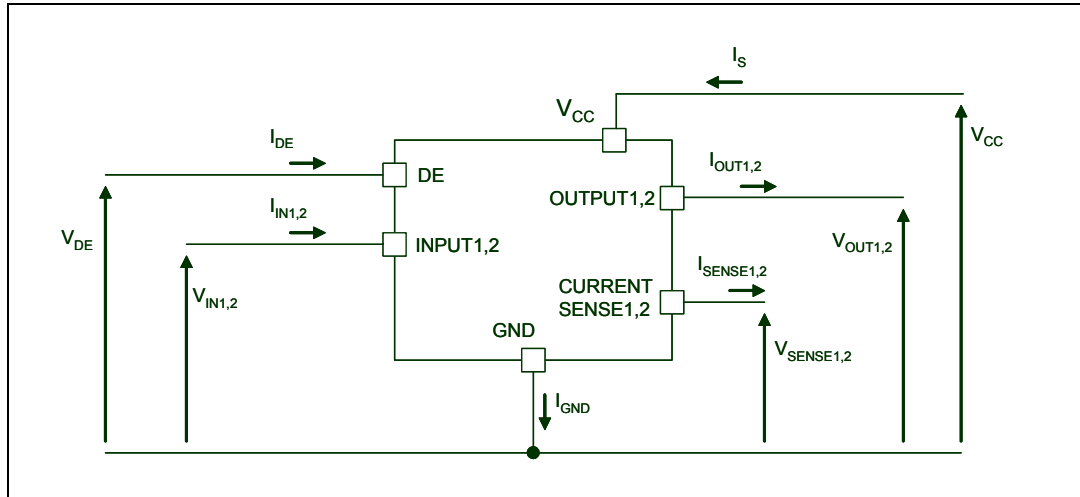 I_S
V_CC
V_CC
I_DE
DE
I_OUT1,2
OUTPUT1,2
I_IN1,2
INPUT1,2
V_DE
V_OUT1,2
I_SENSE1,2
CURRENT
SENSE1,2
V_IN1,2
GND
V_SENSE1,2
I_GND